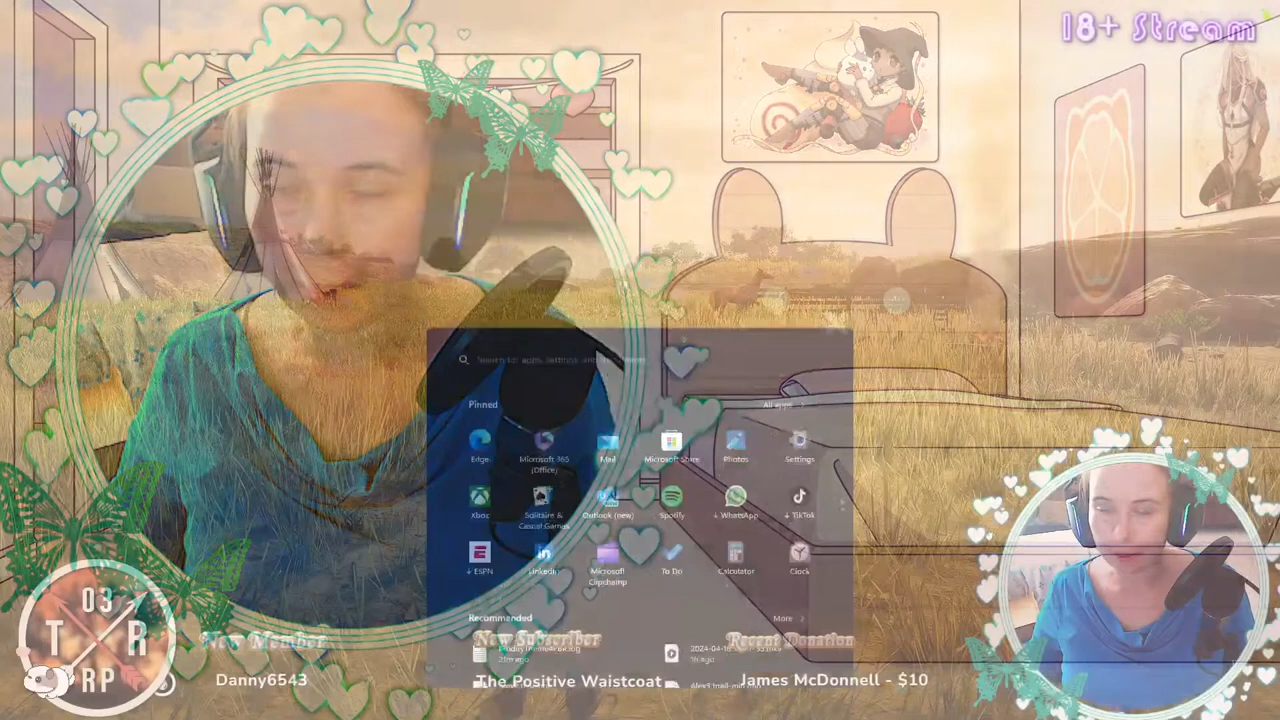 18+ Stream
Pinned
All apps
Edge
Microsoft 365 (Office)
Mail
Microsoft Store
Photos
Settings
Xbox
Solitaire & Casual Games
Outlook (new)
Spotify
WhatsApp
TikTok
ESPN
LinkedIn
Microsoft Clipchamp
To Do
Calculator
Clock
Recommended
More
03
T R
RP
New Member
New Subscriber
Recent Donation
Danny6543
The Positive Waistcoat
James McDonnell - $10